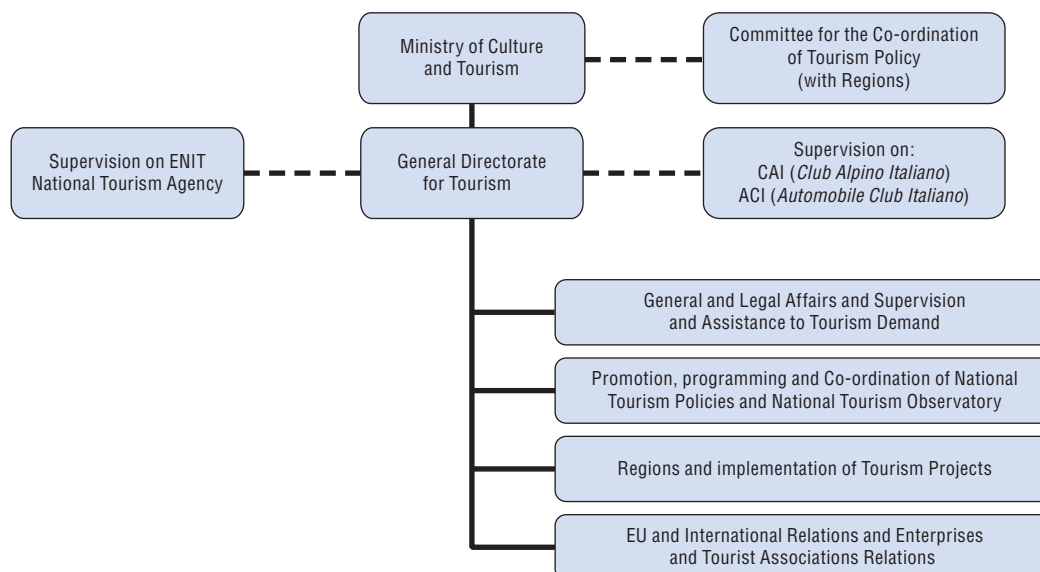 Ministry of Culture
and Tourism
Committee for the Co-ordination
of Tourism Policy
(with Regions)
Supervision on ENIT
National Tourism Agency
General Directorate
for Tourism
Supervision on:
CAI (Club Alpino Italiano)
ACI (Automobile Club Italiano)
General and Legal Affairs and Supervision
and Assistance to Tourism Demand
Promotion, programming and Co-ordination of National
Tourism Policies and National Tourism Observatory
Regions and implementation of Tourism Projects
EU and International Relations and Enterprises
and Tourist Associations Relations